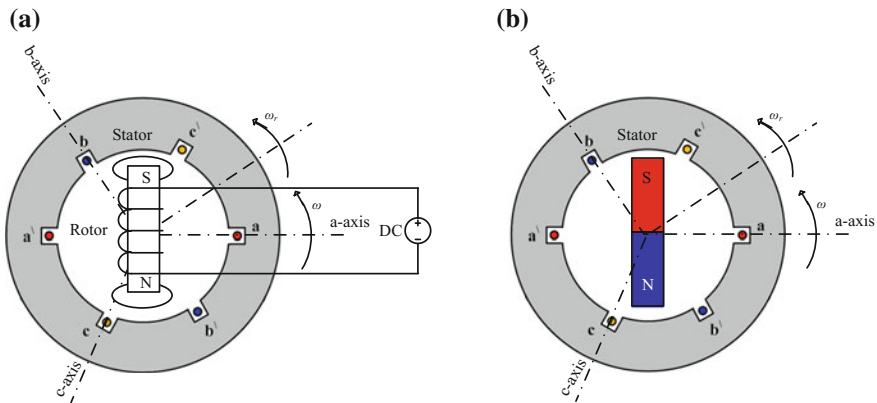 (a)
b-axis
b
Stator
c/
ωr
S
ω
a/
Rotor
a
a-axis
DC
+
−
N
c
b/
c-axis
(b)
b-axis
b
Stator
c/
ωr
S
ω
a/
a
a-axis
N
c
b/
c-axis